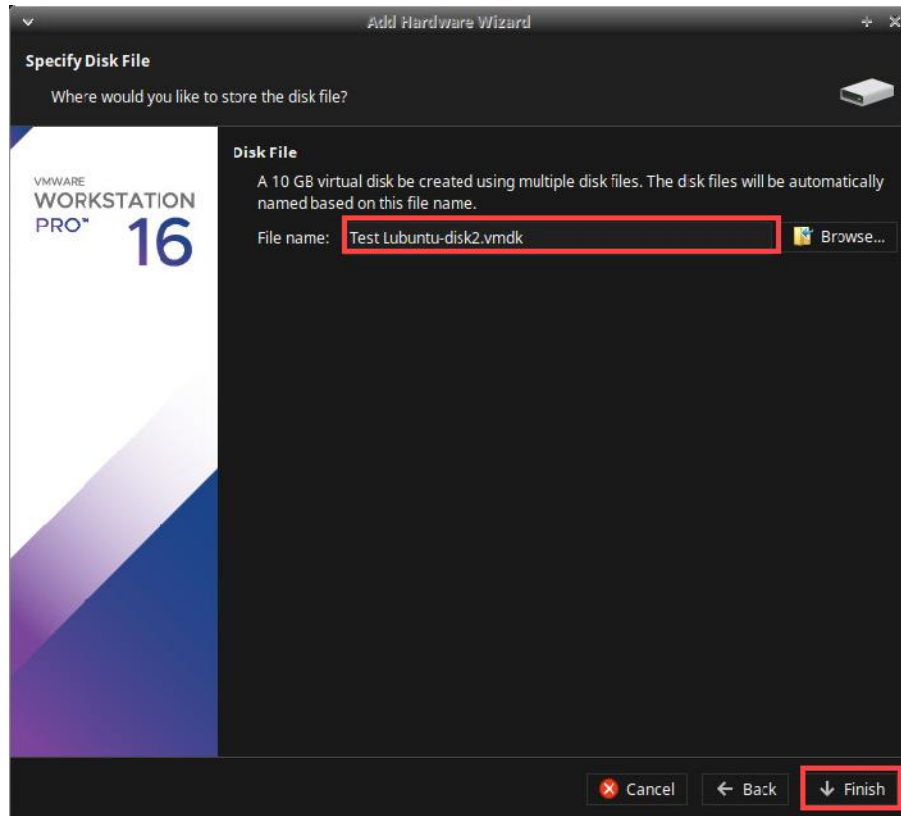 Add Hardware Wizard
Specify Disk File
Where would you like to store the disk file?
VMWARE
WORKSTATION
PRO™
16
Disk File
A 10 GB virtual disk be created using multiple disk files. The disk files will be automatically
named based on this file name.
File name: Test Lubuntu-disk2.vmdk Browse...
Cancel Back Finish